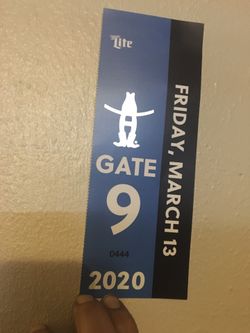 Lite
GATE
9
0444
2020
FRIDAY, MARCH 13